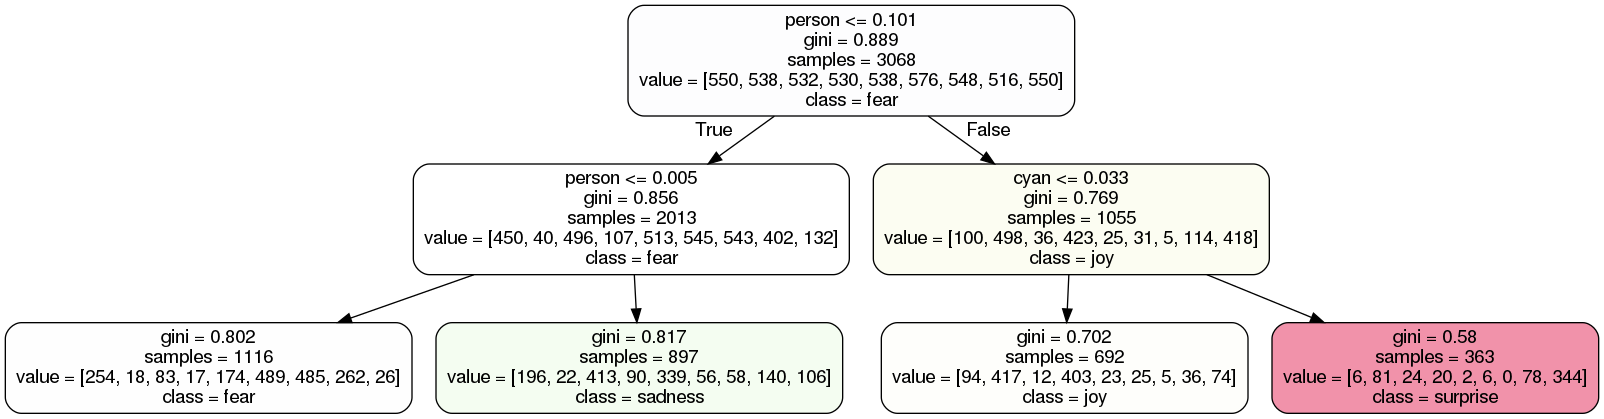 person <= 0.101
gini = 0.889
samples = 3068
value = [550, 538, 532, 530, 538, 576, 548, 516, 550]
class = fear
True
False
person <= 0.005
gini = 0.856
samples = 2013
value = [450, 40, 496, 107, 513, 545, 543, 402, 132]
class = fear
cyan <= 0.033
gini = 0.769
samples = 1055
value = [100, 498, 36, 423, 25, 31, 5, 114, 418]
class = joy
gini = 0.802
samples = 1116
value = [254, 18, 83, 17, 174, 489, 485, 262, 26]
class = fear
gini = 0.817
samples = 897
value = [196, 22, 413, 90, 339, 56, 58, 140, 106]
class = sadness
gini = 0.702
samples = 692
value = [94, 417, 12, 403, 23, 25, 5, 36, 74]
class = joy
gini = 0.58
samples = 363
value = [6, 81, 24, 20, 2, 6, 0, 78, 344]
class = surprise